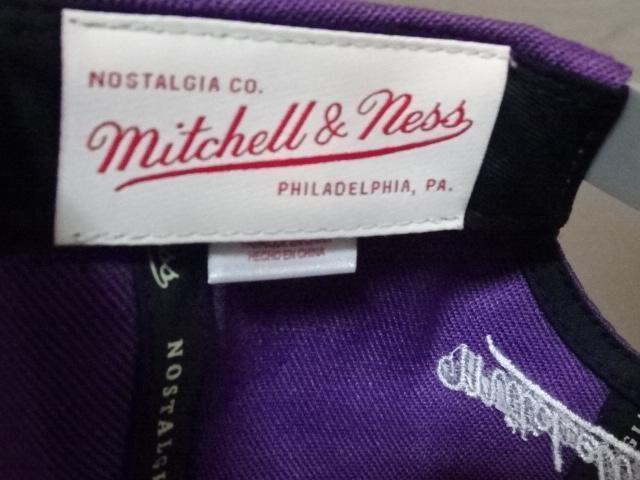 NOSTALGIA CO.
Mitchell & Ness
PHILADELPHIA, PA.
HECHO EN CHINA
NOSTALGI